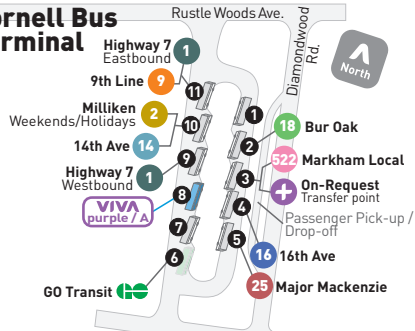 ornell Bus
erminal
Rustle Woods Ave.
Diamondwood
Rd.
North
Highway 7
Eastbound
1
9th Line
9
11
Milliken
Weekends/Holidays
2
10
14th Ave
14
Highway 7
Westbound
1
9
VIVA
purple / A
8
7
6
GO Transit
GO
1
2
18
Bur Oak
3
522
Markham Local
On-Request
Transfer point
4
Passenger Pick-up /
Drop-off
16
16th Ave
5
25
Major Mackenzie